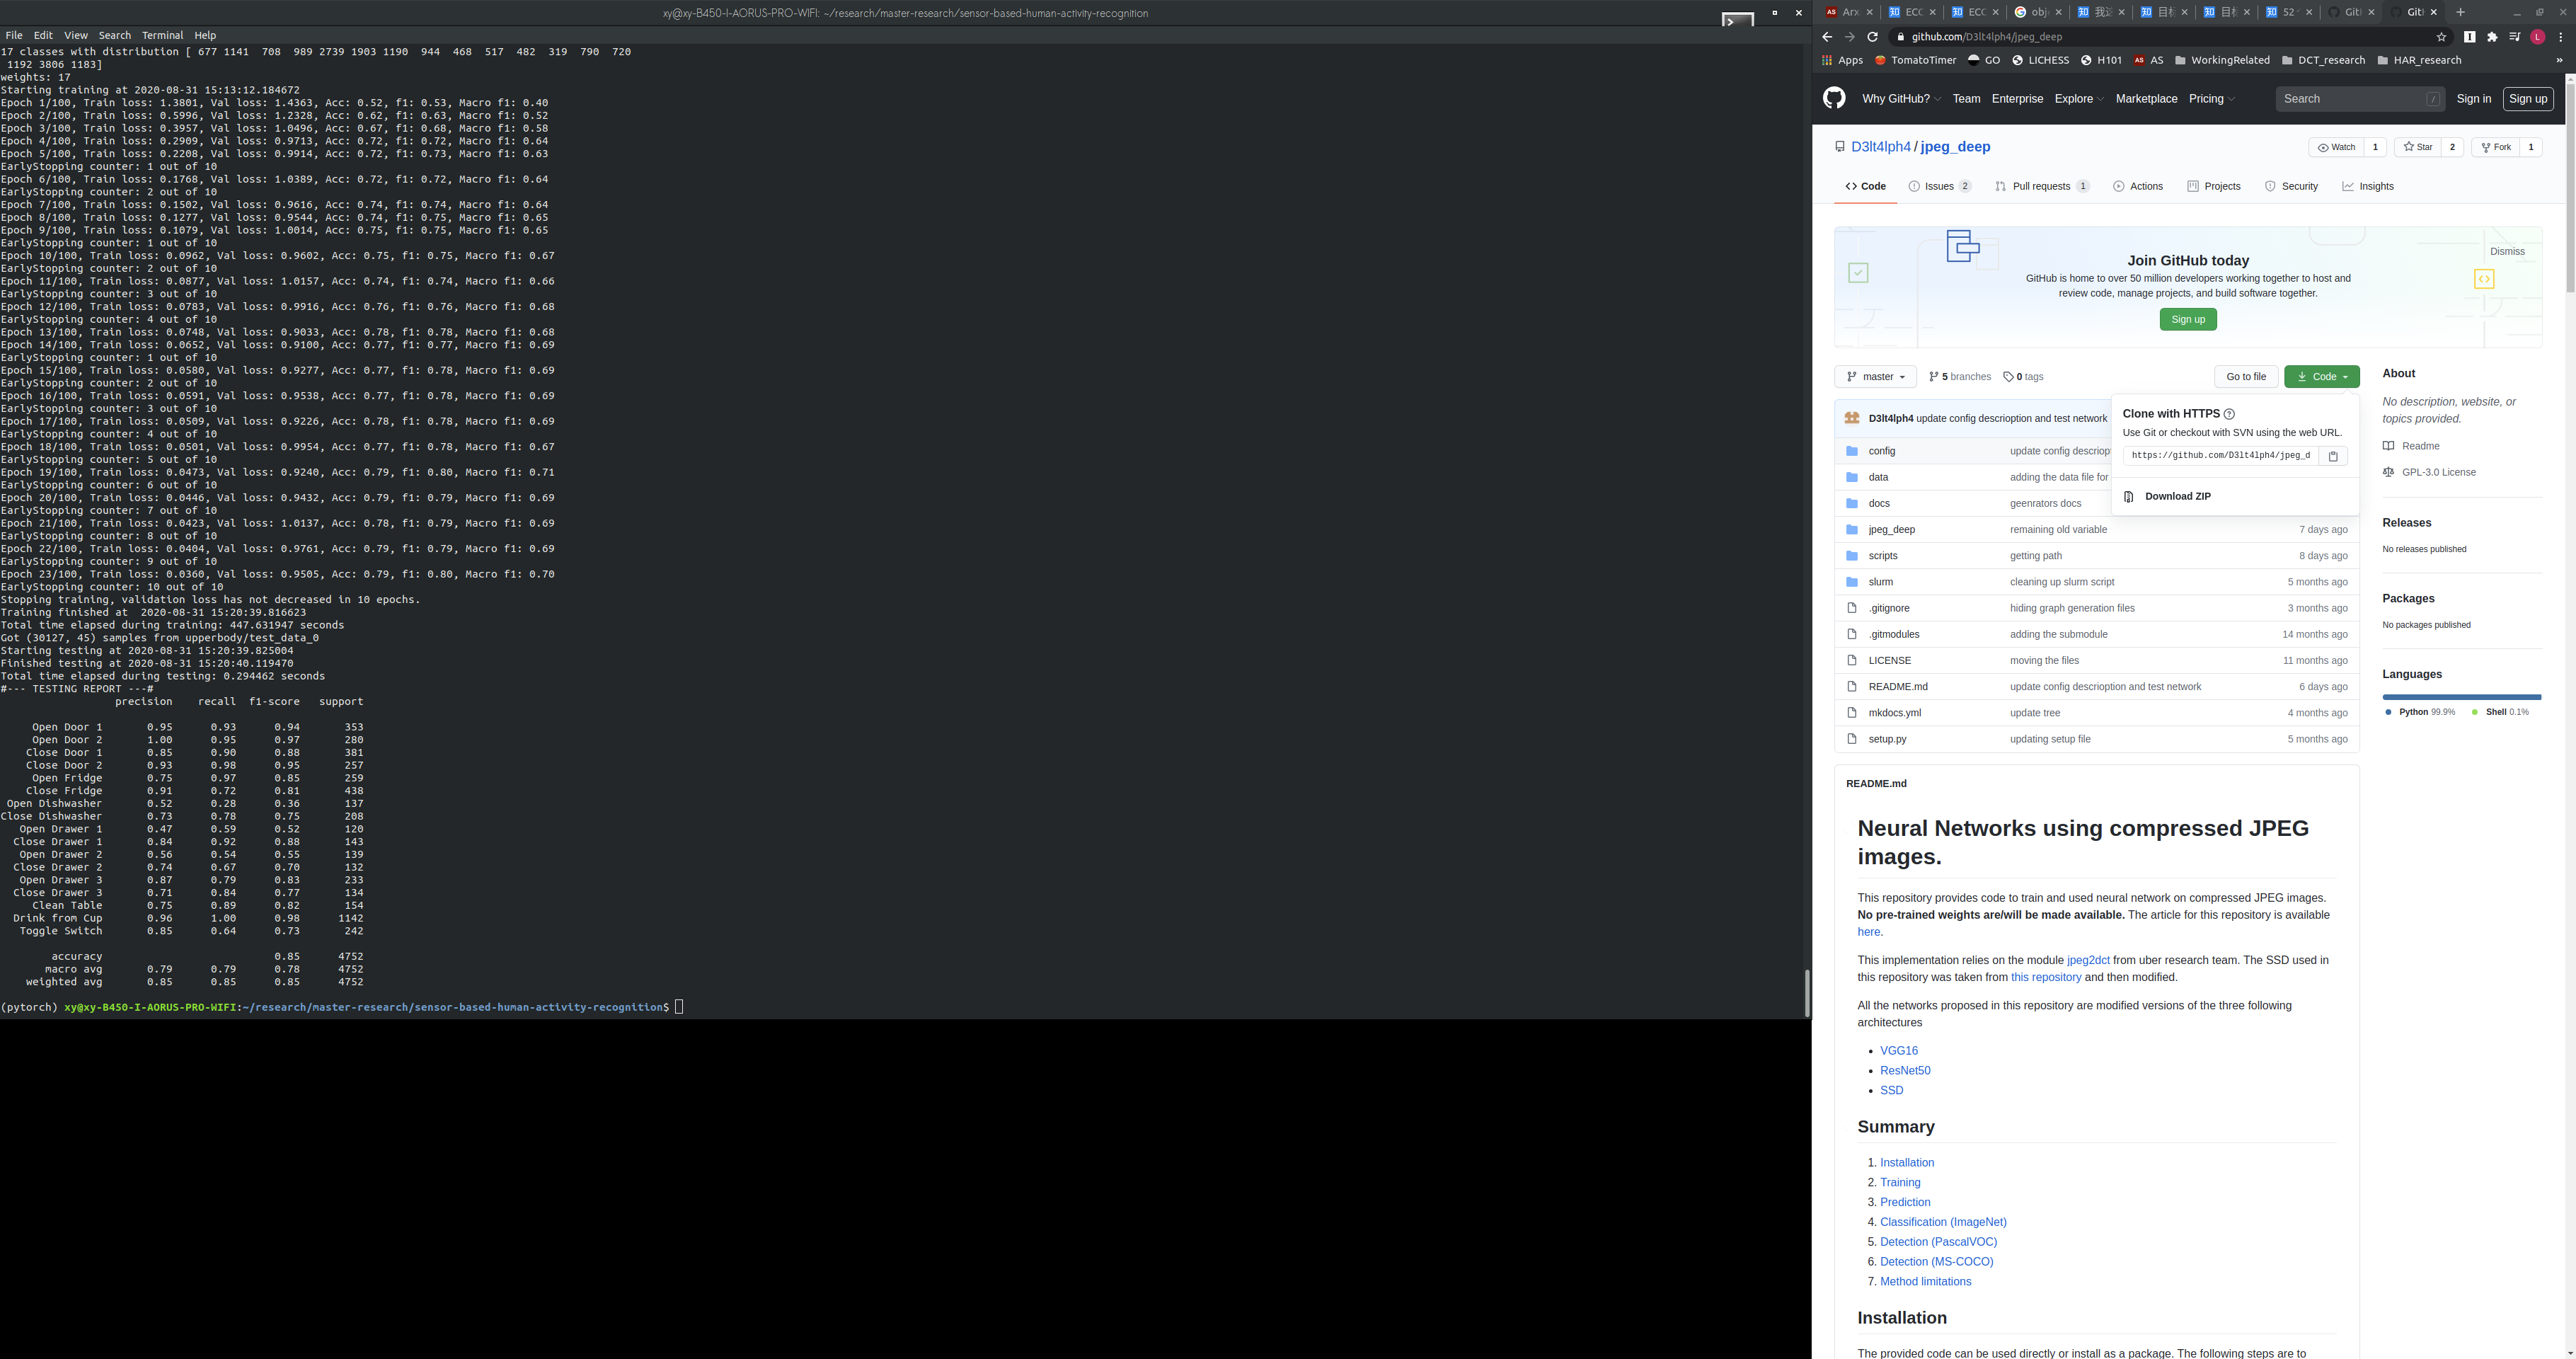 xy@xy-B450-I-AORUS-PRO-WIFI: ~/research/master-research/sensor-based-human-activity-recognition
File Edit View Search Terminal Help
17 classes with distribution [ 677 1141  708  989 2739 1903 1190  944  468  517  482  319  790  720
 1192 3806 1183]
weights: 17
Starting training at 2020-08-31 15:13:12.184672
Epoch 1/100, Train loss: 1.3801, Val loss: 1.4363, Acc: 0.52, f1: 0.53, Macro f1: 0.40
Epoch 2/100, Train loss: 0.5996, Val loss: 1.2328, Acc: 0.62, f1: 0.63, Macro f1: 0.52
Epoch 3/100, Train loss: 0.3957, Val loss: 1.0496, Acc: 0.67, f1: 0.68, Macro f1: 0.58
Epoch 4/100, Train loss: 0.2909, Val loss: 0.9713, Acc: 0.72, f1: 0.72, Macro f1: 0.64
Epoch 5/100, Train loss: 0.2208, Val loss: 0.9914, Acc: 0.72, f1: 0.73, Macro f1: 0.63
EarlyStopping counter: 1 out of 10
Epoch 6/100, Train loss: 0.1768, Val loss: 1.0389, Acc: 0.72, f1: 0.72, Macro f1: 0.64
EarlyStopping counter: 2 out of 10
Epoch 7/100, Train loss: 0.1502, Val loss: 0.9616, Acc: 0.74, f1: 0.74, Macro f1: 0.64
Epoch 8/100, Train loss: 0.1277, Val loss: 0.9544, Acc: 0.74, f1: 0.75, Macro f1: 0.65
Epoch 9/100, Train loss: 0.1079, Val loss: 1.0014, Acc: 0.75, f1: 0.75, Macro f1: 0.65
EarlyStopping counter: 1 out of 10
Epoch 10/100, Train loss: 0.0962, Val loss: 0.9602, Acc: 0.75, f1: 0.75, Macro f1: 0.67
EarlyStopping counter: 2 out of 10
Epoch 11/100, Train loss: 0.0877, Val loss: 1.0157, Acc: 0.74, f1: 0.74, Macro f1: 0.66
EarlyStopping counter: 3 out of 10
Epoch 12/100, Train loss: 0.0783, Val loss: 0.9916, Acc: 0.76, f1: 0.76, Macro f1: 0.68
EarlyStopping counter: 4 out of 10
Epoch 13/100, Train loss: 0.0748, Val loss: 0.9033, Acc: 0.78, f1: 0.78, Macro f1: 0.68
Epoch 14/100, Train loss: 0.0652, Val loss: 0.9100, Acc: 0.77, f1: 0.77, Macro f1: 0.69
EarlyStopping counter: 1 out of 10
Epoch 15/100, Train loss: 0.0580, Val loss: 0.9277, Acc: 0.77, f1: 0.78, Macro f1: 0.69
EarlyStopping counter: 2 out of 10
Epoch 16/100, Train loss: 0.0591, Val loss: 0.9538, Acc: 0.77, f1: 0.78, Macro f1: 0.69
EarlyStopping counter: 3 out of 10
Epoch 17/100, Train loss: 0.0509, Val loss: 0.9226, Acc: 0.78, f1: 0.78, Macro f1: 0.69
EarlyStopping counter: 4 out of 10
Epoch 18/100, Train loss: 0.0501, Val loss: 0.9954, Acc: 0.77, f1: 0.78, Macro f1: 0.67
EarlyStopping counter: 5 out of 10
Epoch 19/100, Train loss: 0.0473, Val loss: 0.9240, Acc: 0.79, f1: 0.80, Macro f1: 0.71
EarlyStopping counter: 6 out of 10
Epoch 20/100, Train loss: 0.0446, Val loss: 0.9432, Acc: 0.79, f1: 0.79, Macro f1: 0.69
EarlyStopping counter: 7 out of 10
Epoch 21/100, Train loss: 0.0423, Val loss: 1.0137, Acc: 0.78, f1: 0.79, Macro f1: 0.69
EarlyStopping counter: 8 out of 10
Epoch 22/100, Train loss: 0.0404, Val loss: 0.9761, Acc: 0.79, f1: 0.79, Macro f1: 0.69
EarlyStopping counter: 9 out of 10
Epoch 23/100, Train loss: 0.0360, Val loss: 0.9505, Acc: 0.79, f1: 0.80, Macro f1: 0.70
EarlyStopping counter: 10 out of 10
Stopping training, validation loss has not decreased in 10 epochs.
Training finished at  2020-08-31 15:20:39.816623
Total time elapsed during training: 447.631947 seconds
Got (30127, 45) samples from upperbody/test_data_0
Starting testing at 2020-08-31 15:20:39.825004
Finished testing at 2020-08-31 15:20:40.119470
Total time elapsed during testing: 0.294462 seconds
#--- TESTING REPORT ---#
precision recall f1-score support
Open Door 1 0.95 0.93 0.94 353
Open Door 2 1.00 0.95 0.97 280
Close Door 1 0.85 0.90 0.88 381
Close Door 2 0.93 0.98 0.95 257
Open Fridge 0.75 0.97 0.85 259
Close Fridge 0.91 0.72 0.81 438
Open Dishwasher 0.52 0.28 0.36 137
Close Dishwasher 0.73 0.78 0.75 208
Open Drawer 1 0.47 0.59 0.52 120
Close Drawer 1 0.84 0.92 0.88 143
Open Drawer 2 0.56 0.54 0.55 139
Close Drawer 2 0.74 0.67 0.70 132
Open Drawer 3 0.87 0.79 0.83 233
Close Drawer 3 0.71 0.84 0.77 134
Clean Table 0.75 0.89 0.82 154
Drink from Cup 0.96 1.00 0.98 1142
Toggle Switch 0.85 0.64 0.73 242
accuracy 0.85 4752
macro avg 0.79 0.79 0.78 4752
weighted avg 0.85 0.85 0.85 4752
(pytorch) xy@xy-B450-I-AORUS-PRO-WIFI:~/research/master-research/sensor-based-human-activity-recognition$
AS Arx 知 ECC 知 ECC G obj 知 我 知 目标 知 目标 知 52 Git Git
github.com/D3lt4lph4/jpeg_deep
Apps TomatoTimer GO LICHESS H101 AS AS WorkingRelated DCT_research HAR_research »
Why GitHub? Team Enterprise Explore Marketplace Pricing Search / Sign in Sign up
D3lt4lph4 / jpeg_deep
Watch 1 Star 2 Fork 1
Code Issues 2 Pull requests 1 Actions Projects Security Insights
Dismiss
Join GitHub today
GitHub is home to over 50 million developers working together to host and
review code, manage projects, and build software together.
Sign up
master 5 branches 0 tags Go to file Code
Clone with HTTPS
Use Git or checkout with SVN using the web URL.
https://github.com/D3lt4lph4/jpeg_d
Download ZIP
D3lt4lph4 update config descrioption and test network
config update config descriop
data adding the data file for
docs geenrators docs
jpeg_deep remaining old variable 7 days ago
scripts getting path 8 days ago
slurm cleaning up slurm script 5 months ago
.gitignore hiding graph generation files 3 months ago
.gitmodules adding the submodule 14 months ago
LICENSE moving the files 11 months ago
README.md update config descrioption and test network 6 days ago
mkdocs.yml update tree 4 months ago
setup.py updating setup file 5 months ago
About
No description, website, or
topics provided.
Readme
GPL-3.0 License
Releases
No releases published
Packages
No packages published
Languages
Python 99.9% Shell 0.1%
README.md
Neural Networks using compressed JPEG
images.
This repository provides code to train and used neural network on compressed JPEG images.
No pre-trained weights are/will be made available. The article for this repository is available
here.
This implementation relies on the module jpeg2dct from uber research team. The SSD used in
this repository was taken from this repository and then modified.
All the networks proposed in this repository are modified versions of the three following
architectures
VGG16
ResNet50
SSD
Summary
1. Installation
2. Training
3. Prediction
4. Classification (ImageNet)
5. Detection (PascalVOC)
6. Detection (MS-COCO)
7. Method limitations
Installation
The provided code can be used directly or install as a package. The following steps are to